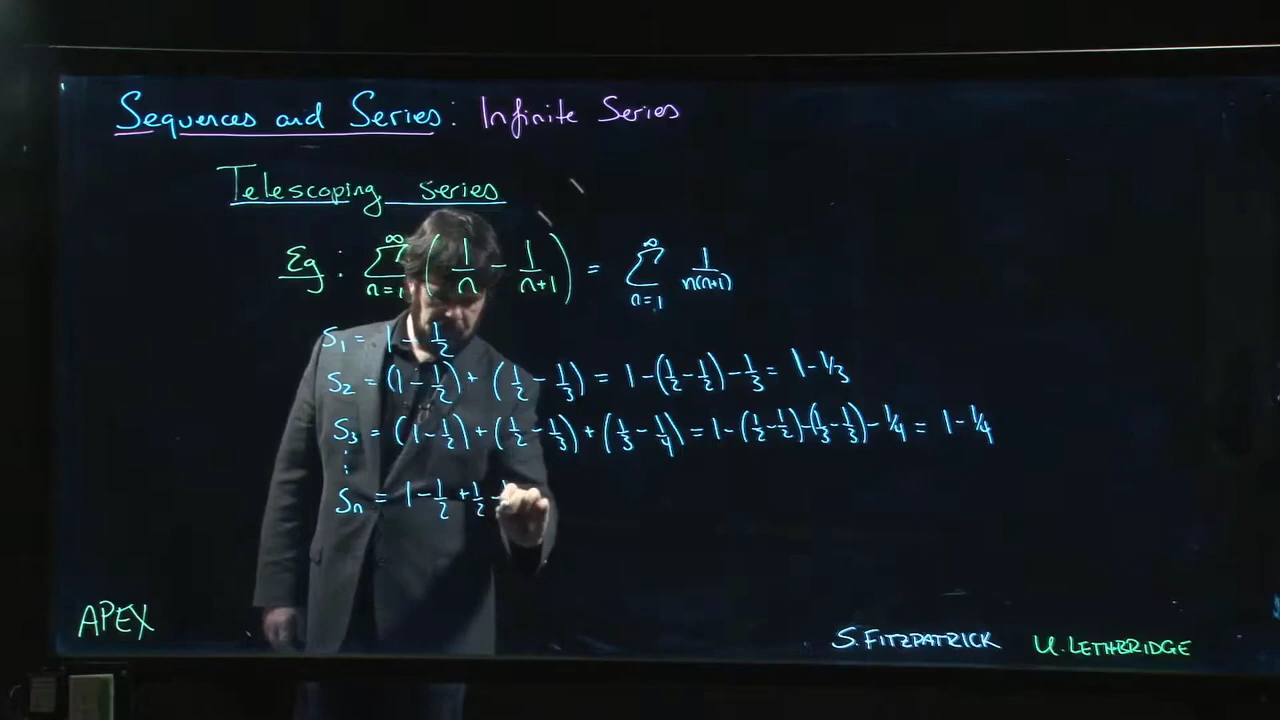 Sequences and Series: Infinite Series
Telescoping series
Eg: ∑_{n=1}^{∞} (1/n - 1/(n+1)) = ∑_{n=1}^{∞} 1/(n(n+1))
S₁ = 1 - 1/2
S₂ = (1 - 1/2) + (1/2 - 1/3) = 1 - (1/2 - 1/2) - 1/3 = 1 - 1/3
S₃ = (1 - 1/2) + (1/2 - 1/3) + (1/3 - 1/4) = 1 - (1/2 - 1/2) - (1/3 - 1/3) - 1/4 = 1 - 1/4
⋮
Sn = 1 - 1/2 + 1/2 -
APEX
S. FITZPATRICK U. LETHBRIDGE